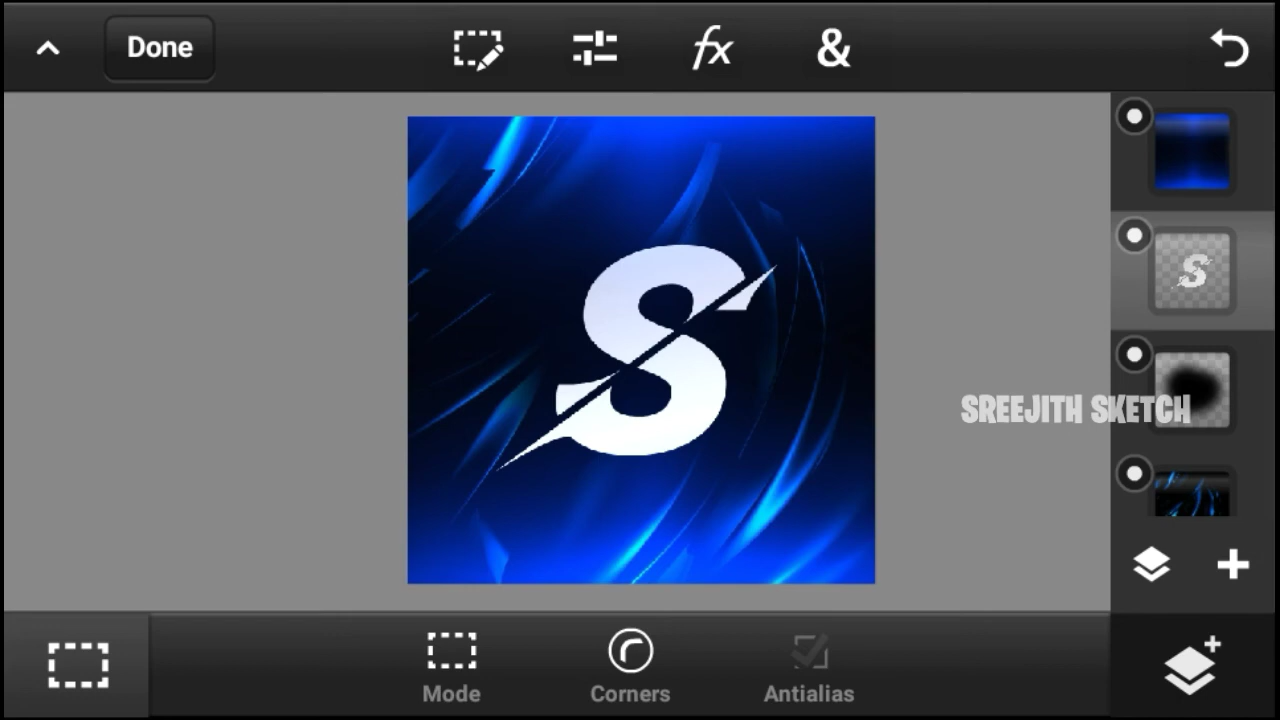 Done
fx
&
S
SREEJITH SKETCH
Mode
Corners
Antialias